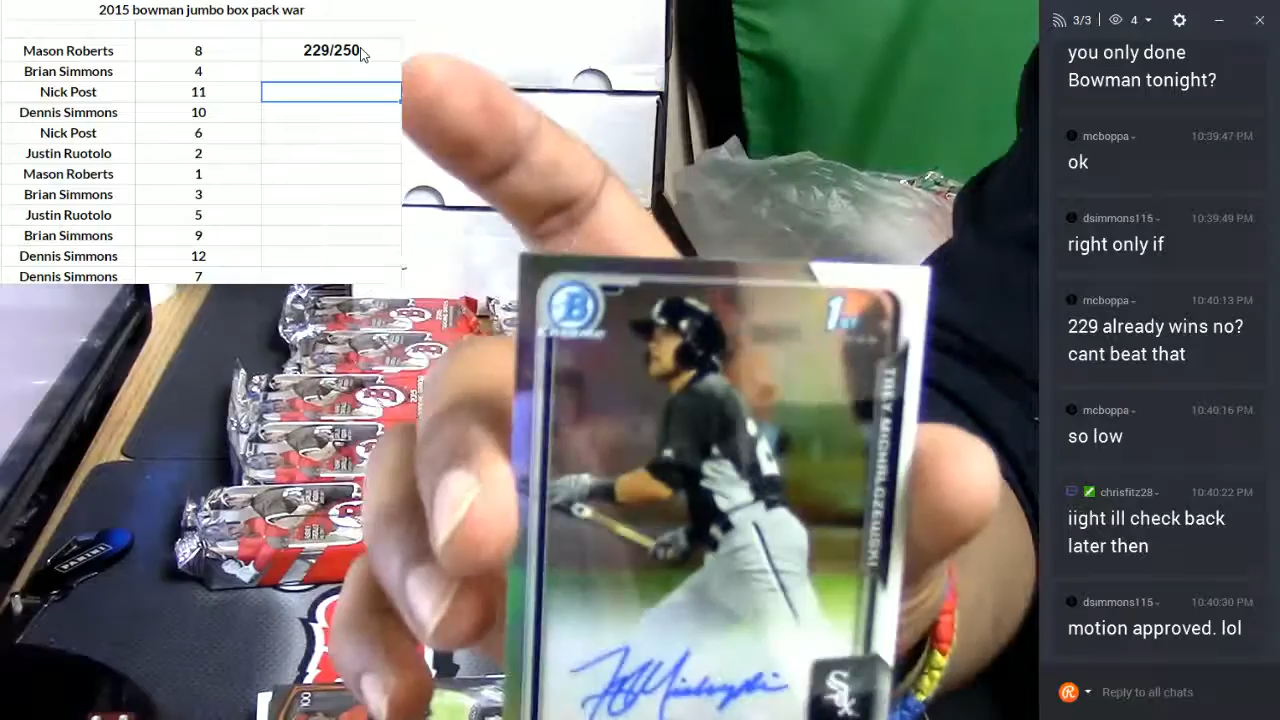 2015 bowman jumbo box pack war
Mason Roberts 8 229/250
Brian Simmons 4
Nick Post 11
Dennis Simmons 10
Nick Post 6
Justin Ruotolo 2
Mason Roberts 1
Brian Simmons 3
Justin Ruotolo 5
Brian Simmons 9
Dennis Simmons 12
Dennis Simmons 7
B
Chrome
1ST
TREY MICHALCZEWSKI
SOX
PANINI
100
3/3 4
you only done
Bowman tonight?
mcboppa 10:39:47 PM
ok
dsimmons115 10:39:49 PM
right only if
mcboppa 10:40:13 PM
229 already wins no?
cant beat that
mcboppa 10:40:16 PM
so low
chrisfitz28 10:40:22 PM
iight ill check back
later then
dsimmons115 10:40:30 PM
motion approved. lol
Reply to all chats